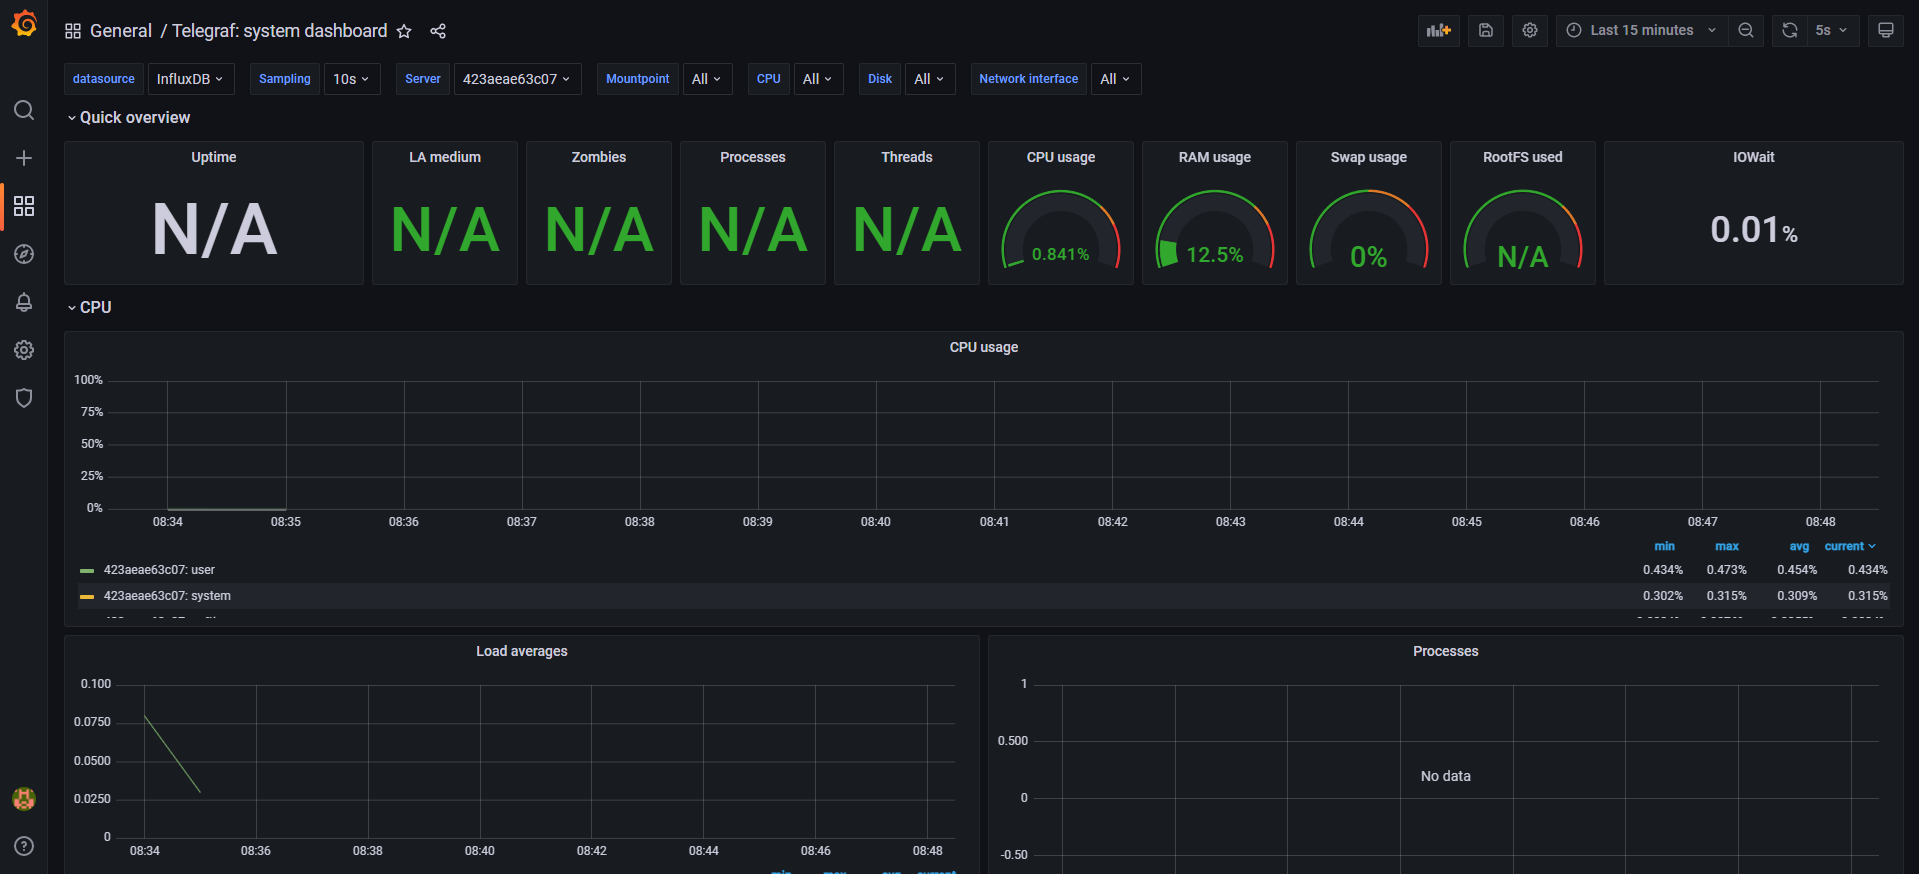 General / Telegraf: system dashboard
Last 15 minutes
5s
datasource InfluxDB Sampling 10s Server 423aeae63c07 Mountpoint All CPU All Disk All Network interface All
Quick overview
Uptime
N/A
LA medium
N/A
Zombies
N/A
Processes
N/A
Threads
N/A
CPU usage
0.841%
RAM usage
12.5%
Swap usage
0%
RootFS used
N/A
IOWait
0.01%
CPU
CPU usage
100%
75%
50%
25%
0%
08:34 08:35 08:36 08:37 08:38 08:39 08:40 08:41 08:42 08:43 08:44 08:45 08:46 08:47 08:48
min max avg current
423aeae63c07: user 0.434% 0.473% 0.454% 0.434%
423aeae63c07: system 0.302% 0.315% 0.309% 0.315%
Load averages
0.100
0.0750
0.0500
0.0250
0
08:34 08:36 08:38 08:40 08:42 08:44 08:46 08:48
min max avg current
Processes
1
0.500
No data
0
-0.50